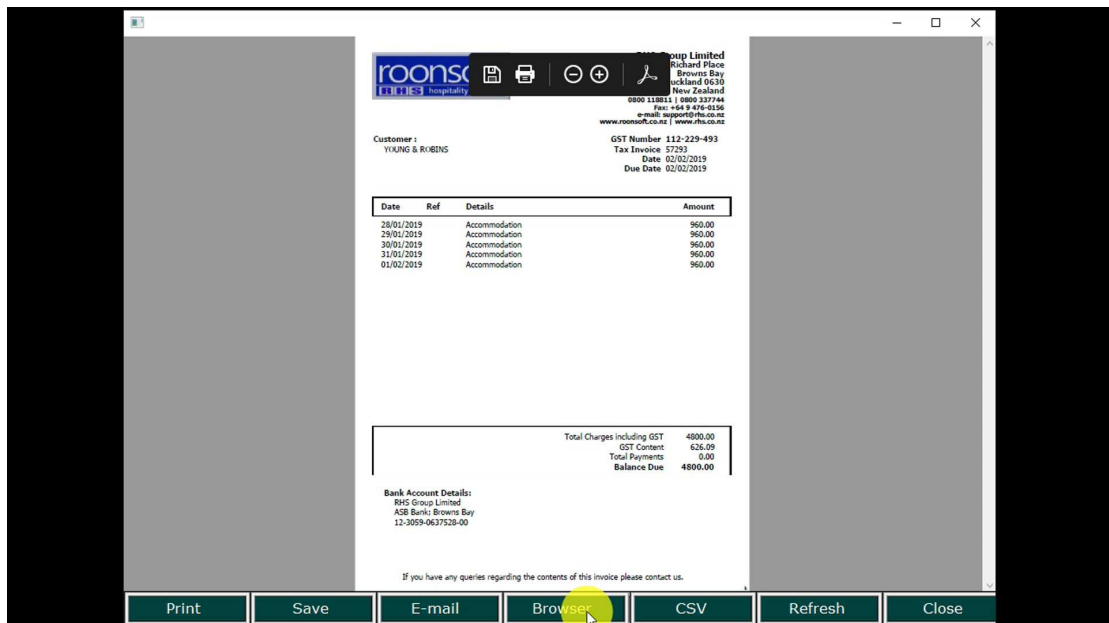 roons
RHS hospitality
Group Limited
Richard Place
Browns Bay
Auckland 0630
New Zealand
0800 118811 | 0800 337744
Fax: +64 9 476-0156
e-mail: support@rhs.co.nz
www.roonsoft.co.nz | www.rhs.co.nz
Customer :
YOUNG & ROBINS
GST Number 112-229-493
Tax Invoice 57293
Date 02/02/2019
Due Date 02/02/2019
Date Ref Details Amount
28/01/2019 Accommodation 960.00
29/01/2019 Accommodation 960.00
30/01/2019 Accommodation 960.00
31/01/2019 Accommodation 960.00
01/02/2019 Accommodation 960.00
Total Charges including GST 4800.00
GST Content 626.09
Total Payments 0.00
Balance Due 4800.00
Bank Account Details:
RHS Group Limited
ASB Bank; Browns Bay
12-3059-0637528-00
If you have any queries regarding the contents of this invoice please contact us.
Print Save E-mail Browser CSV Refresh Close